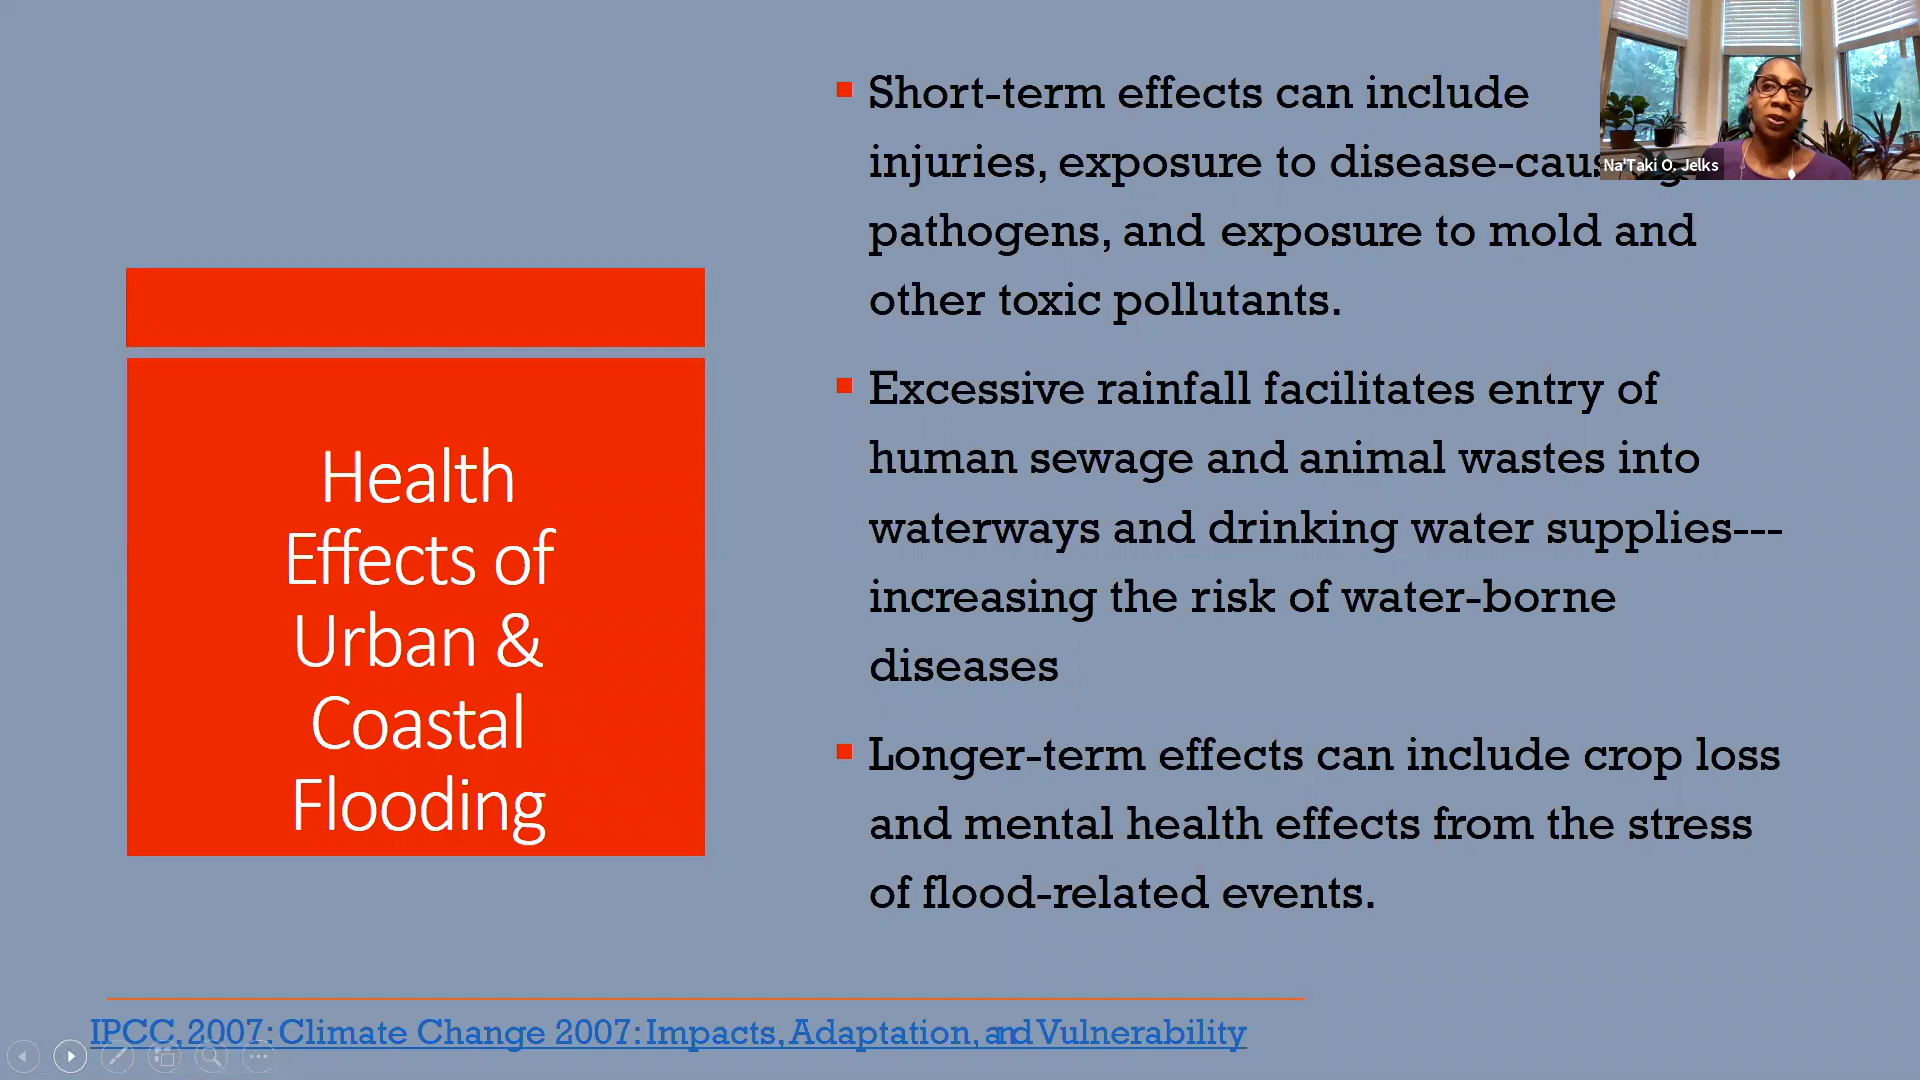 Health
Effects of
Urban &
Coastal
Flooding
Short-term effects can include
injuries, exposure to
pathogens, and exposure to mold and
other toxic pollutants.
Excessive rainfall facilitates entry of
human sewage and animal wastes into
waterways and drinking water supplies---
increasing the risk of water-borne
diseases
Longer-term effects can include crop loss
and mental health effects from the stress
of flood-related events.
IPCC, 2007: Climate Change 2007: Impacts, Adaptation, and Vulnerability
Na'Taki O. Jelks